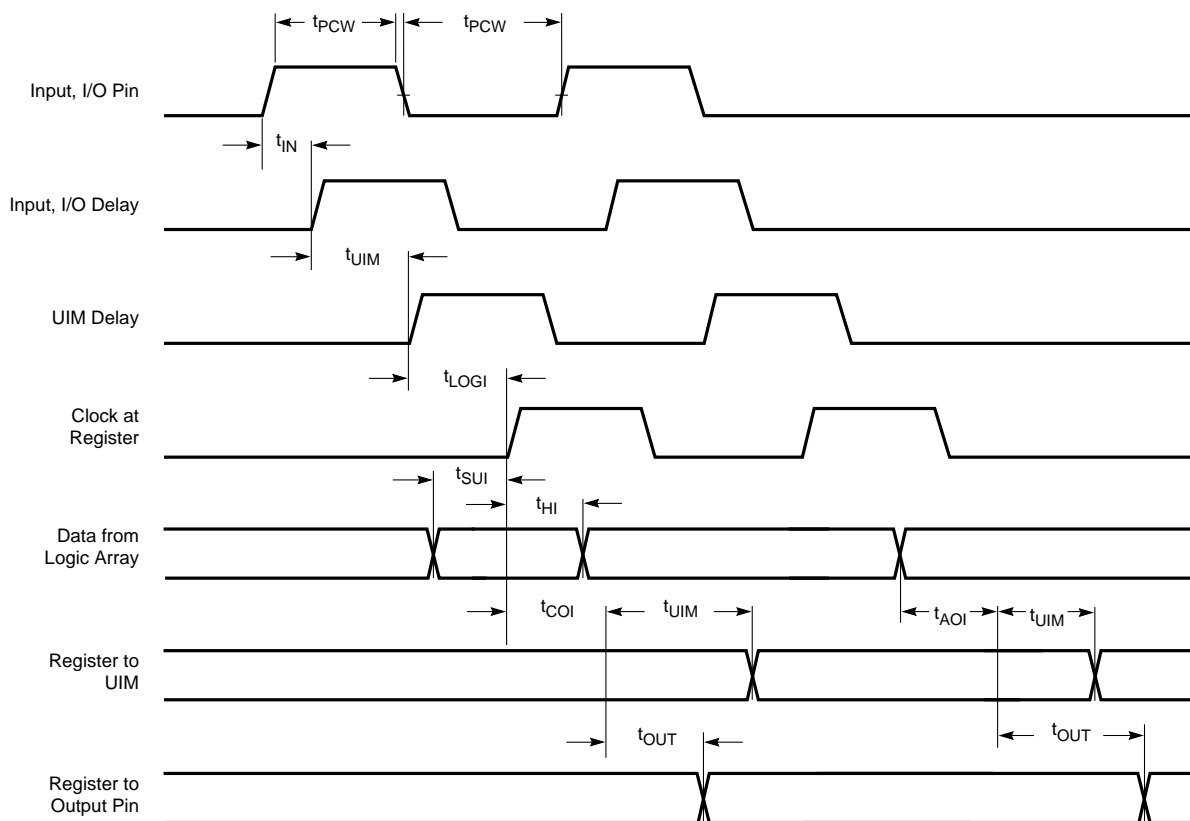 tPCW
tPCW
Input, I/O Pin
tIN
Input, I/O Delay
tUIM
UIM Delay
tLOGI
Clock at
Register
tSUI
tHI
Data from
Logic Array
tCOI
tUIM
tAOI
tUIM
Register to
UIM
tOUT
tOUT
Register to
Output Pin